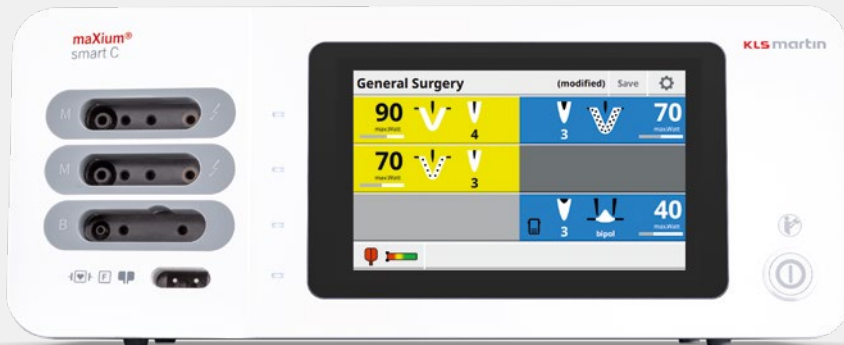 maXium®
smart C
KLS martin
General Surgery (modified) Save
90 max.Watt 4 3 70 max.Watt
70 max.Watt 3
3 bipol 40 max.Watt
M
M
B
F